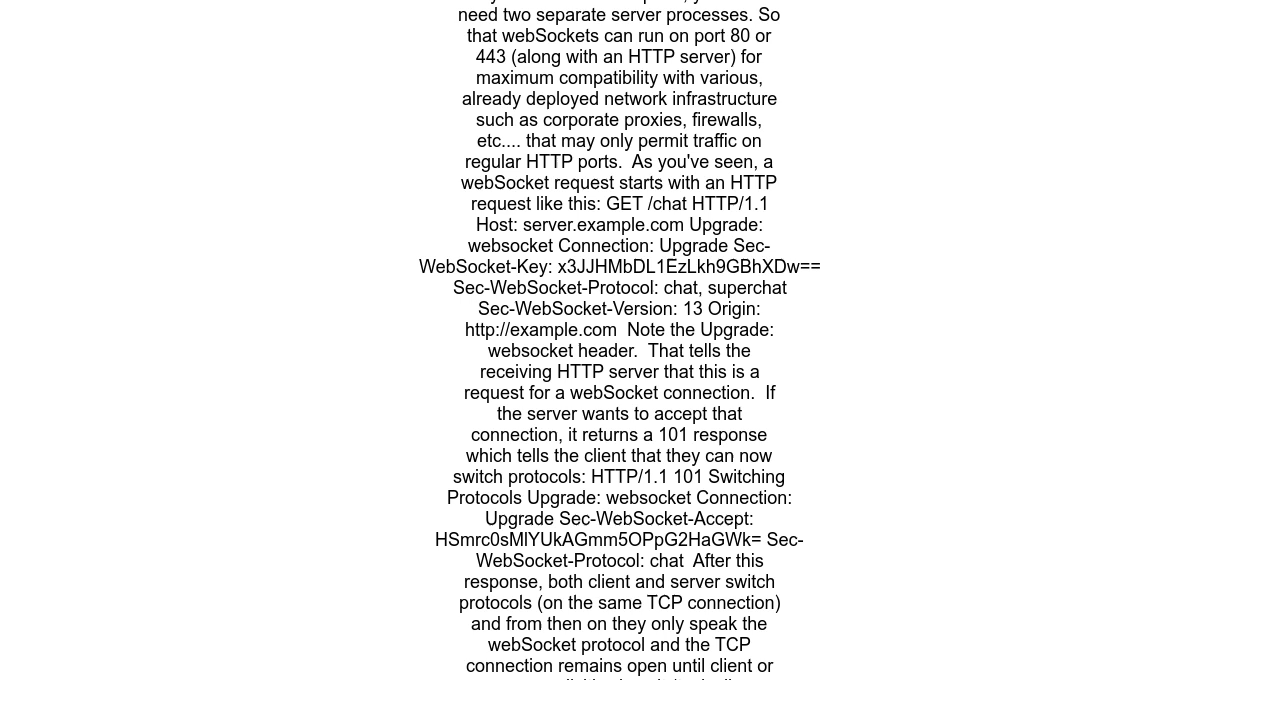 need two separate server processes. So
that webSockets can run on port 80 or
443 (along with an HTTP server) for
maximum compatibility with various,
already deployed network infrastructure
such as corporate proxies, firewalls,
etc.... that may only permit traffic on
regular HTTP ports.  As you've seen, a
webSocket request starts with an HTTP
request like this: GET /chat HTTP/1.1
Host: server.example.com Upgrade:
websocket Connection: Upgrade Sec-
WebSocket-Key: x3JJHMbDL1EzLkh9GBhXDw==
Sec-WebSocket-Protocol: chat, superchat
Sec-WebSocket-Version: 13 Origin:
http://example.com  Note the Upgrade:
websocket header.  That tells the
receiving HTTP server that this is a
request for a webSocket connection.  If
the server wants to accept that
connection, it returns a 101 response
which tells the client that they can now
switch protocols: HTTP/1.1 101 Switching
Protocols Upgrade: websocket Connection:
Upgrade Sec-WebSocket-Accept:
HSmrc0sMlYUkAGmm5OPpG2HaGWk= Sec-
WebSocket-Protocol: chat  After this
response, both client and server switch
protocols (on the same TCP connection)
and from then on they only speak the
webSocket protocol and the TCP
connection remains open until client or